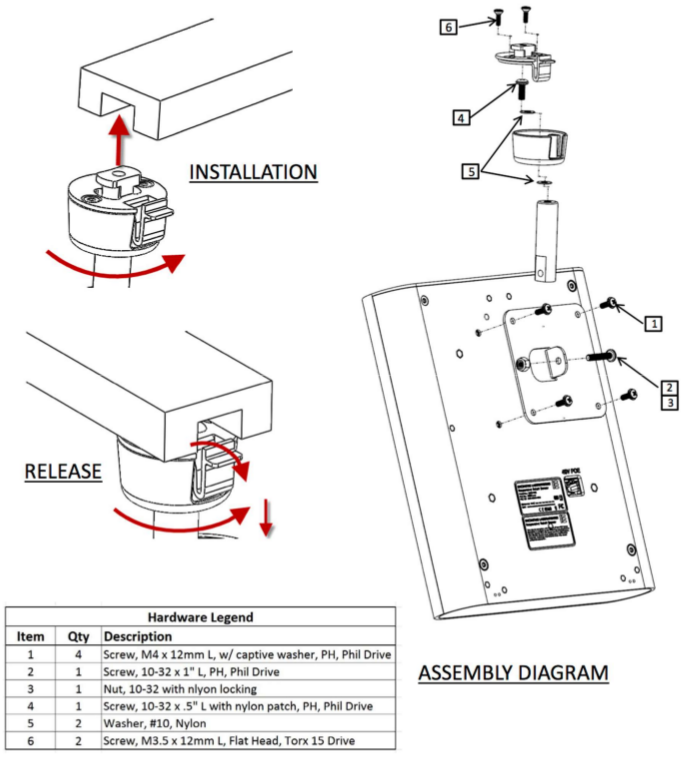 6
4
INSTALLATION
5
1
2
3
RELEASE
48V POE
Hardware Legend
Item Qty Description
1 4 Screw, M4 x 12mm L, w/ captive washer, PH, Phil Drive
2 1 Screw, 10-32 x 1" L, PH, Phil Drive
3 1 Nut, 10-32 with nlyon locking
4 1 Screw, 10-32 x .5" L with nylon patch, PH, Phil Drive
5 2 Washer, #10, Nylon
6 2 Screw, M3.5 x 12mm L, Flat Head, Torx 15 Drive
ASSEMBLY DIAGRAM